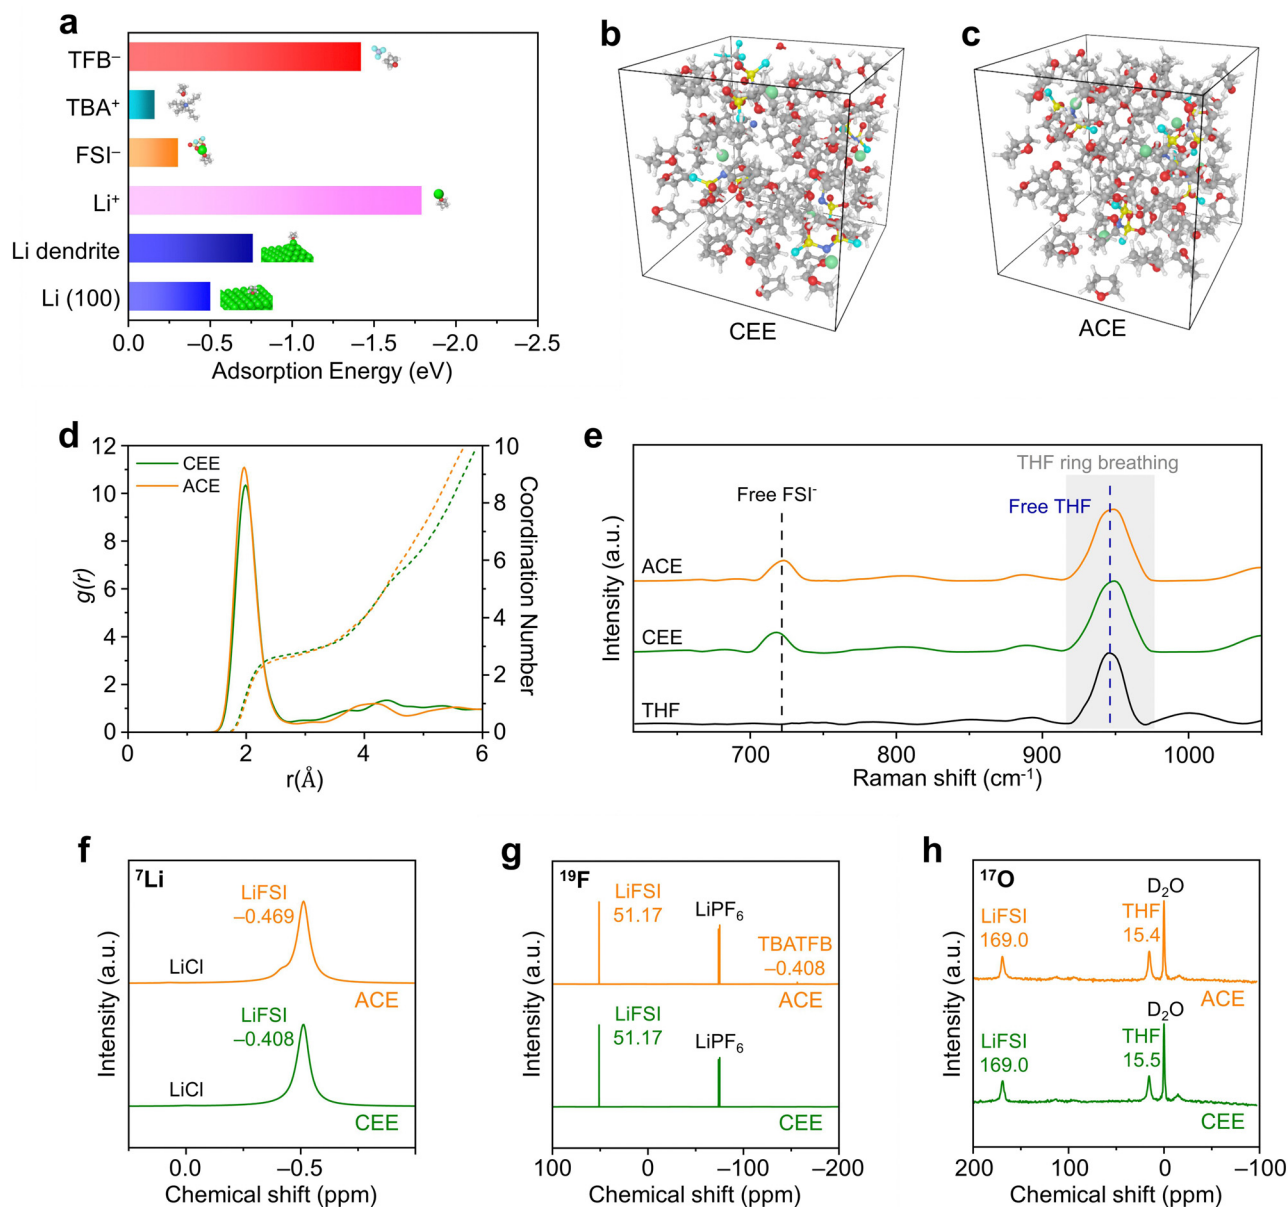 a
TFB⁻
TBA⁺
FSI⁻
Li⁺
Li dendrite
Li (100)
0.0 –0.5 –1.0 –1.5 –2.0 –2.5
Adsorption Energy (eV)
b
CEE
c
ACE
d
12
10
8
6
4
2
0
g(r)
CEE
ACE
10
8
6
4
2
0
Coordination Number
0 2 4 6
r(Å)
e
THF ring breathing
Free FSI⁻
Free THF
ACE
CEE
THF
Intensity (a.u.)
700 800 900 1000
Raman shift (cm⁻¹)
f
⁷Li
LiFSI
–0.469
LiCl
ACE
LiFSI
–0.408
LiCl
CEE
Intensity (a.u.)
0.0 –0.5
Chemical shift (ppm)
g
¹⁹F
LiFSI
51.17
LiPF₆
TBATFB
–0.408
ACE
LiFSI
51.17
LiPF₆
CEE
Intensity (a.u.)
100 0 –100 –200
Chemical shift (ppm)
h
¹⁷O
D₂O
LiFSI
169.0
THF
15.4
ACE
D₂O
LiFSI
169.0
THF
15.5
CEE
Intensity (a.u.)
200 100 0 –100
Chemical shift (ppm)